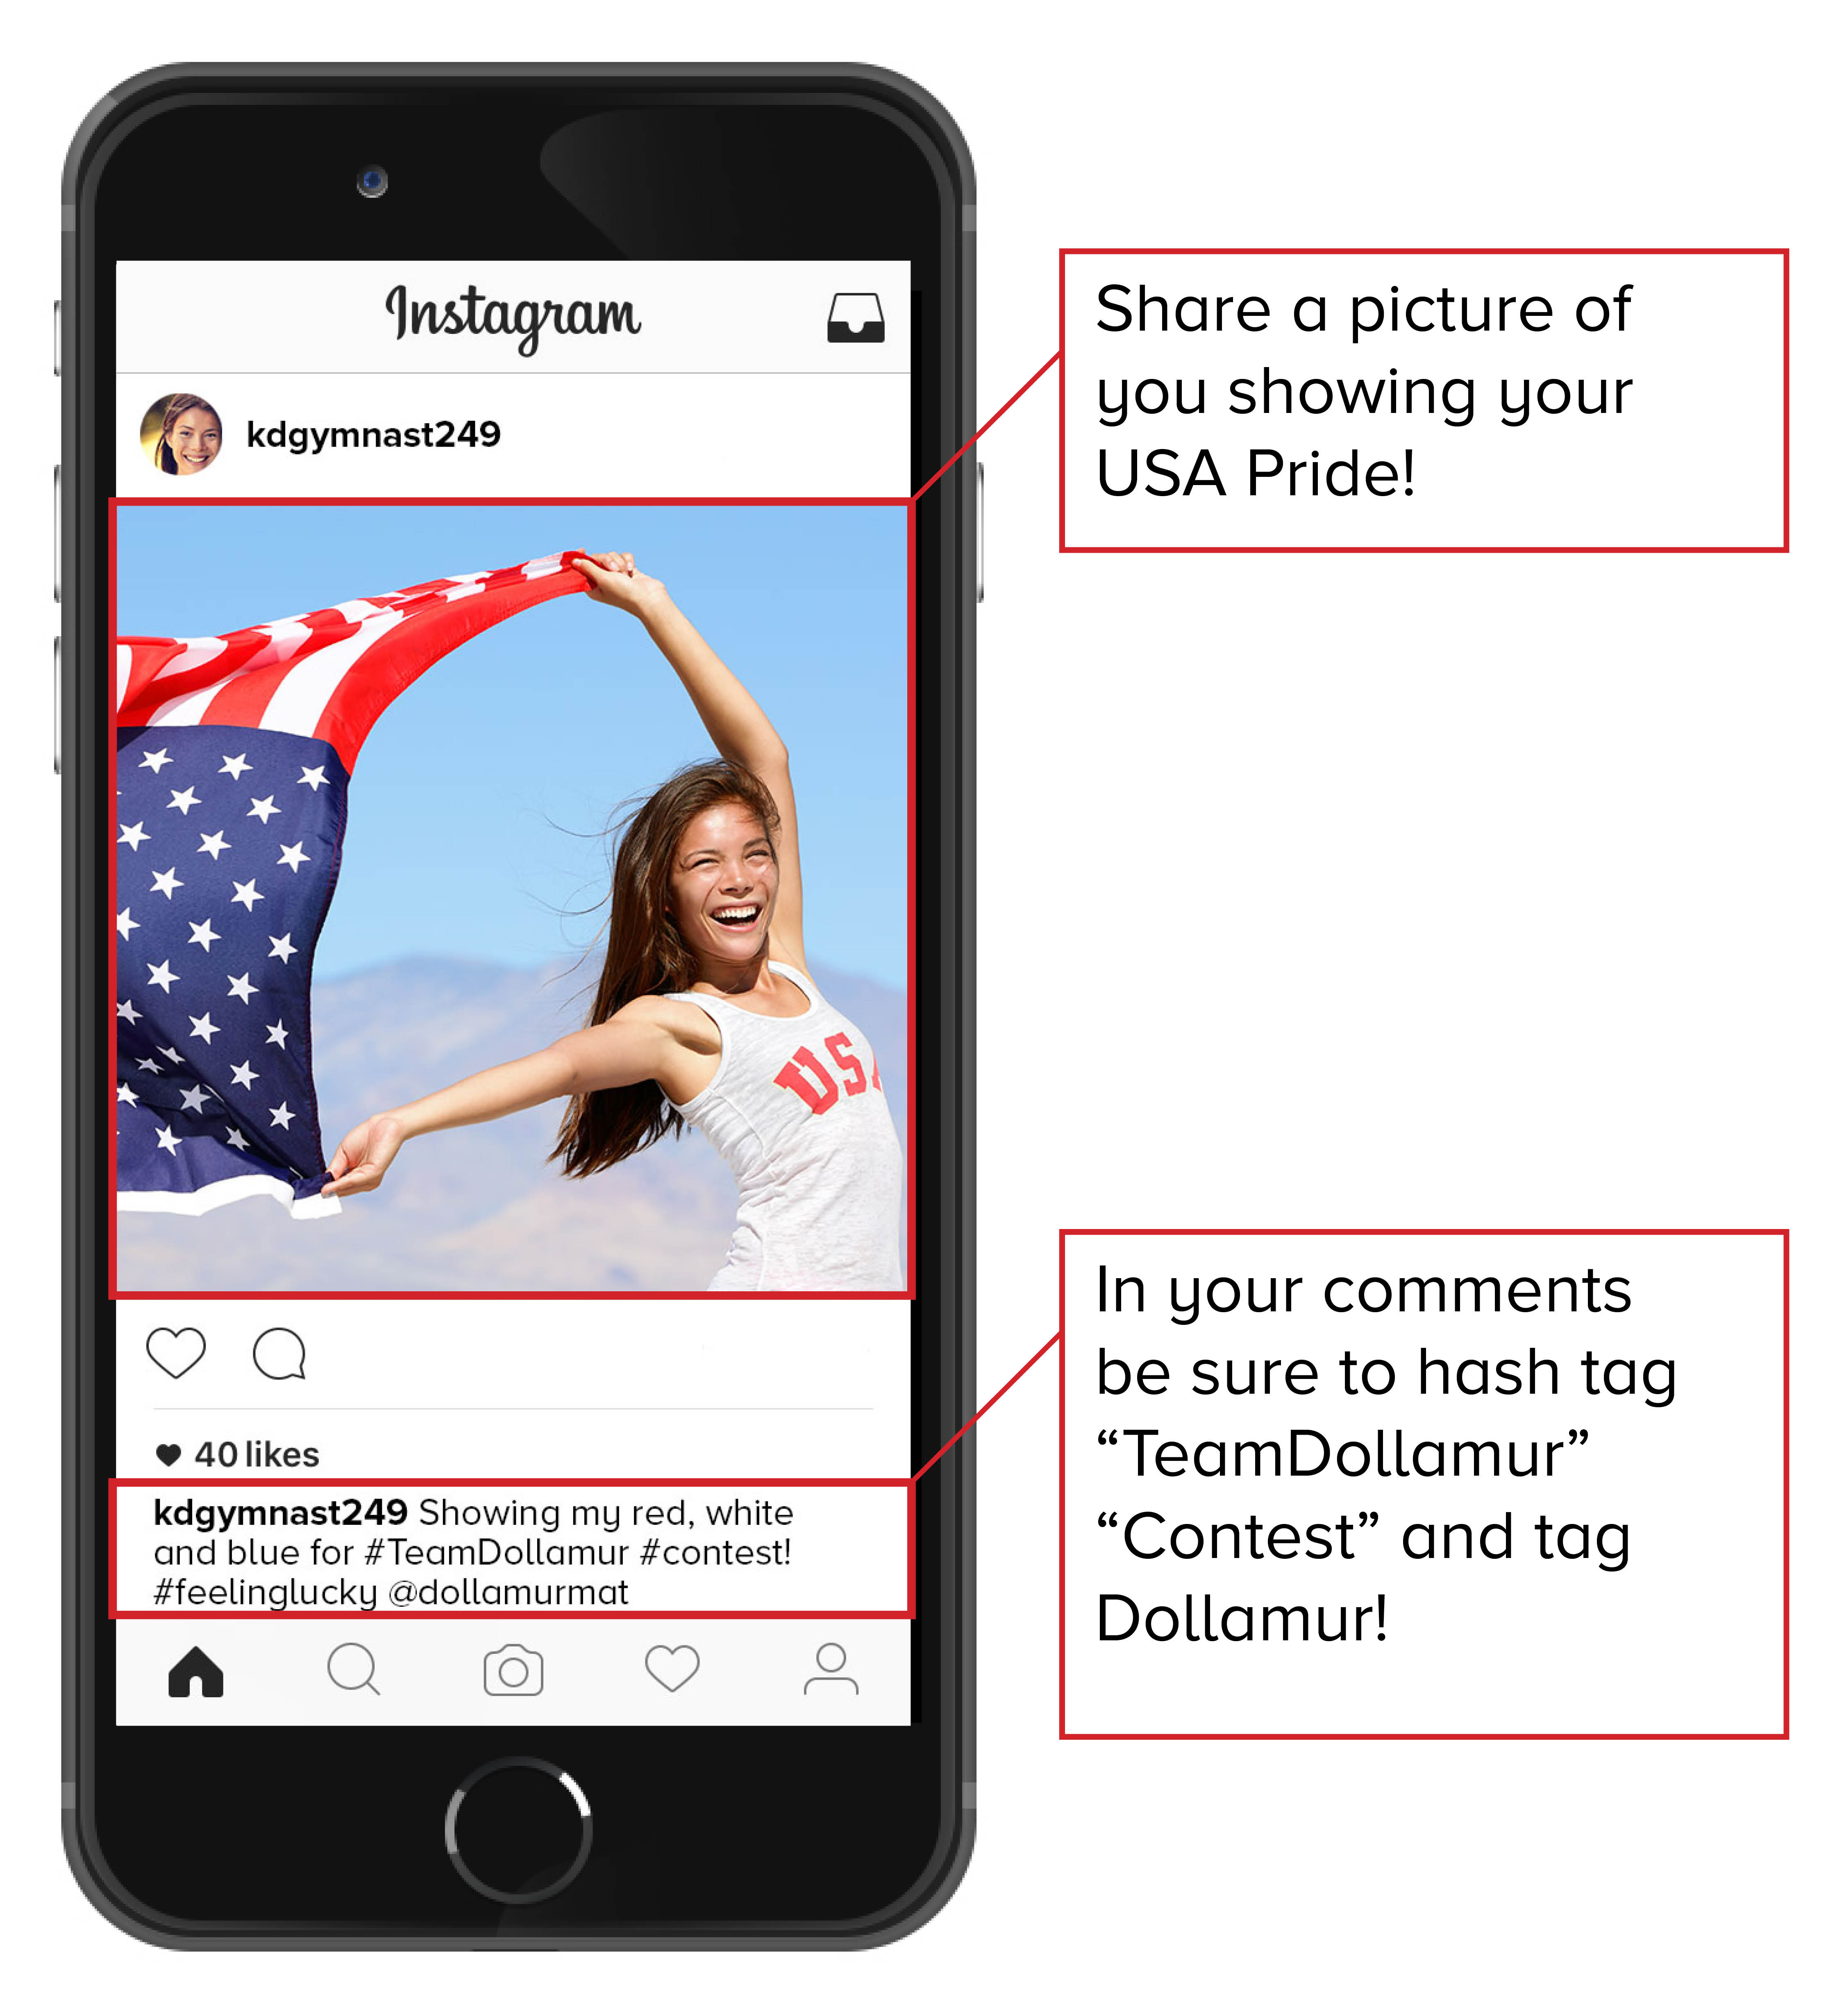 Instagram
kdgymnast249
USA
40 likes
kdgymnast249 Showing my red, white
and blue for #TeamDollamur #contest!
#feelinglucky @dollamurmat
Share a picture of
you showing your
USA Pride!
In your comments
be sure to hash tag
“TeamDollamur”
“Contest” and tag
Dollamur!